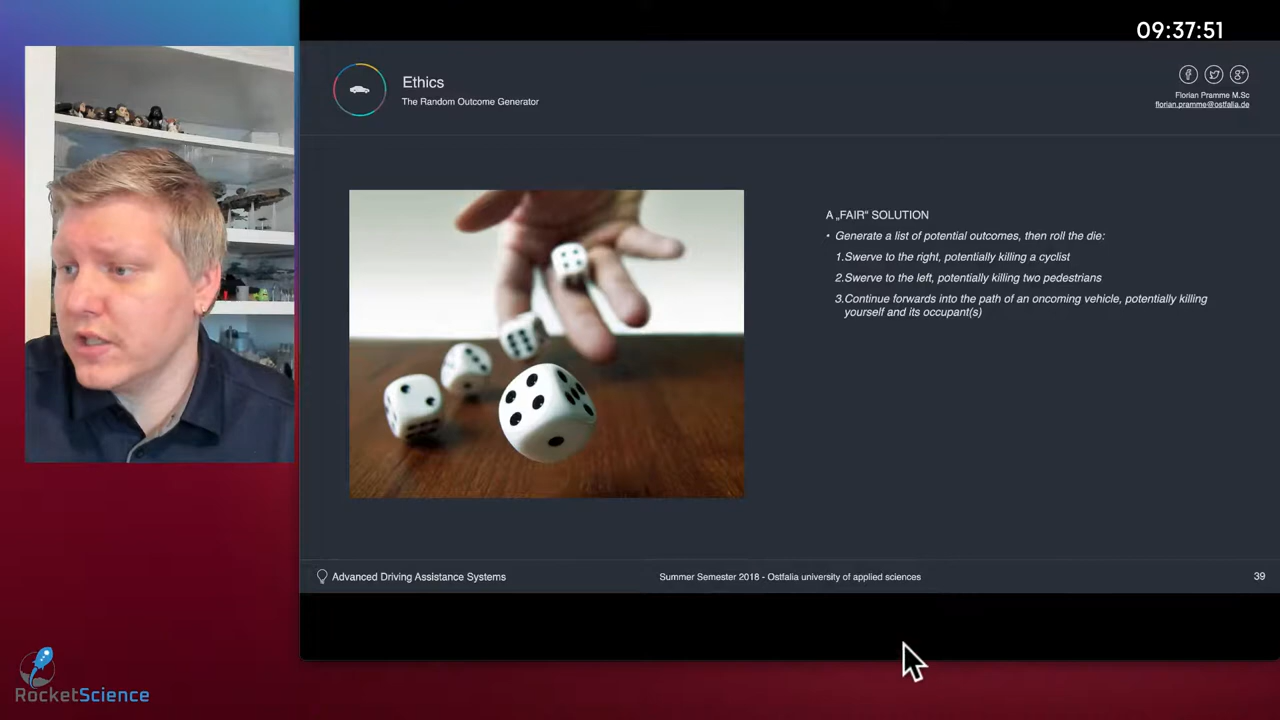 09:37:51
Ethics
The Random Outcome Generator
Florian Pramme M.Sc
florian.pramme@ostfalia.de
A „FAIR“ SOLUTION
• Generate a list of potential outcomes, then roll the die:
1.Swerve to the right, potentially killing a cyclist
2.Swerve to the left, potentially killing two pedestrians
3.Continue forwards into the path of an oncoming vehicle, potentially killing
yourself and its occupant(s)
Advanced Driving Assistance Systems
Summer Semester 2018 - Ostfalia university of applied sciences
39
RocketScience